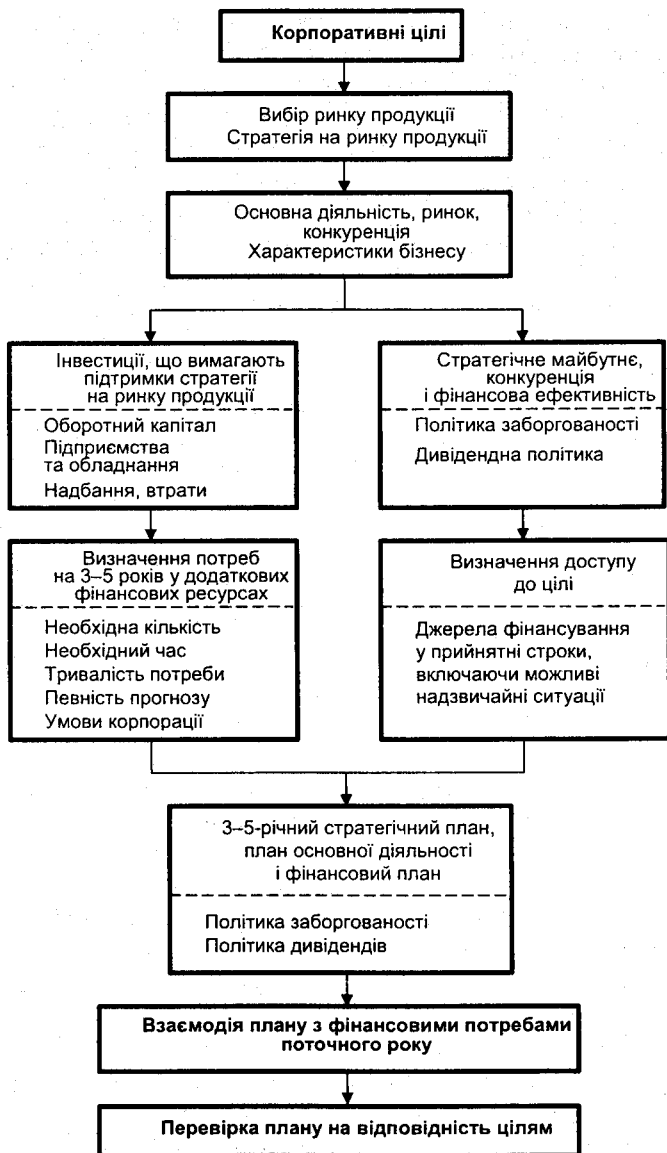 Корпоративні цілі
Вибір ринку продукції
Стратегія на ринку продукції
Основна діяльність, ринок,
конкуренція
Характеристики бізнесу
Інвестиції, що вимагають
підтримки стратегії
на ринку продукції
Оборотний капітал
Підприємства
та обладнання
Надбання, втрати
Стратегічне майбутнє,
конкуренція
і фінансова ефективність
Політика заборгованості
Дивідендна політика
Визначення потреб
на 3–5 років у додаткових
фінансових ресурсах
Необхідна кількість
Необхідний час
Тривалість потреби
Певність прогнозу
Умови корпорації
Визначення доступу
до цілі
Джерела фінансування
у прийнятні строки,
включаючи можливі
надзвичайні ситуації
3–5-річний стратегічний план,
план основної діяльності
і фінансовий план
Політика заборгованості
Політика дивідендів
Взаємодія плану з фінансовими потребами
поточного року
Перевірка плану на відповідність цілям